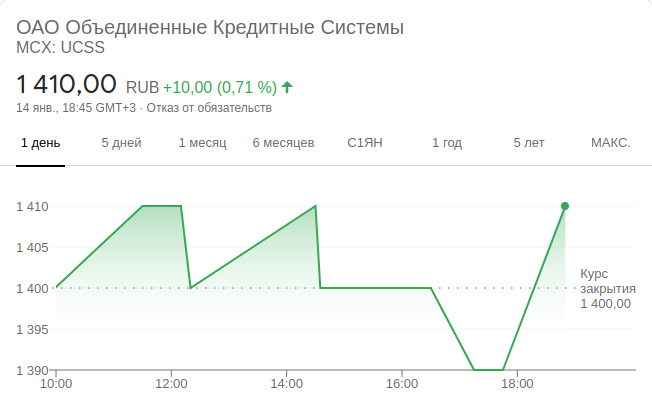 ОАО Объединенные Кредитные Системы
MCX: UCSS
1 410,00 RUB +10,00 (0,71 %)
14 янв., 18:45 GMT+3 · Отказ от обязательств
1 день 5 дней 1 месяц 6 месяцев С1ЯН 1 год 5 лет МАКС.
1 410
1 405
1 400
1 395
1 390
Курс
закрытия
1 400,00
10:00 12:00 14:00 16:00 18:00